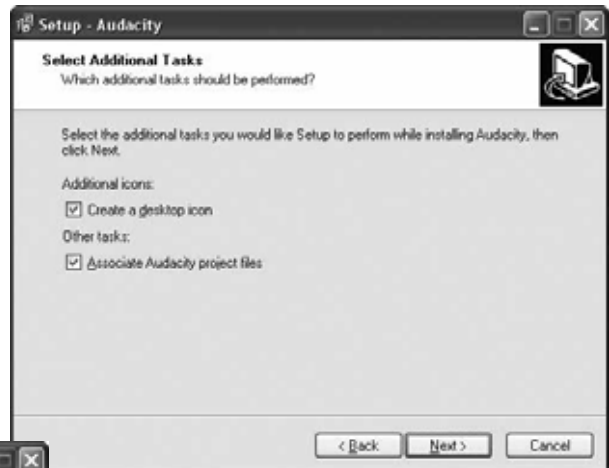 Setup - Audacity
Select Additional Tasks
Which additional tasks should be performed?
Select the additional tasks you would like Setup to perform while installing Audacity, then
click Next.
Additional icons:
Create a desktop icon
Other tasks:
Associate Audacity project files
< Back
Next >
Cancel